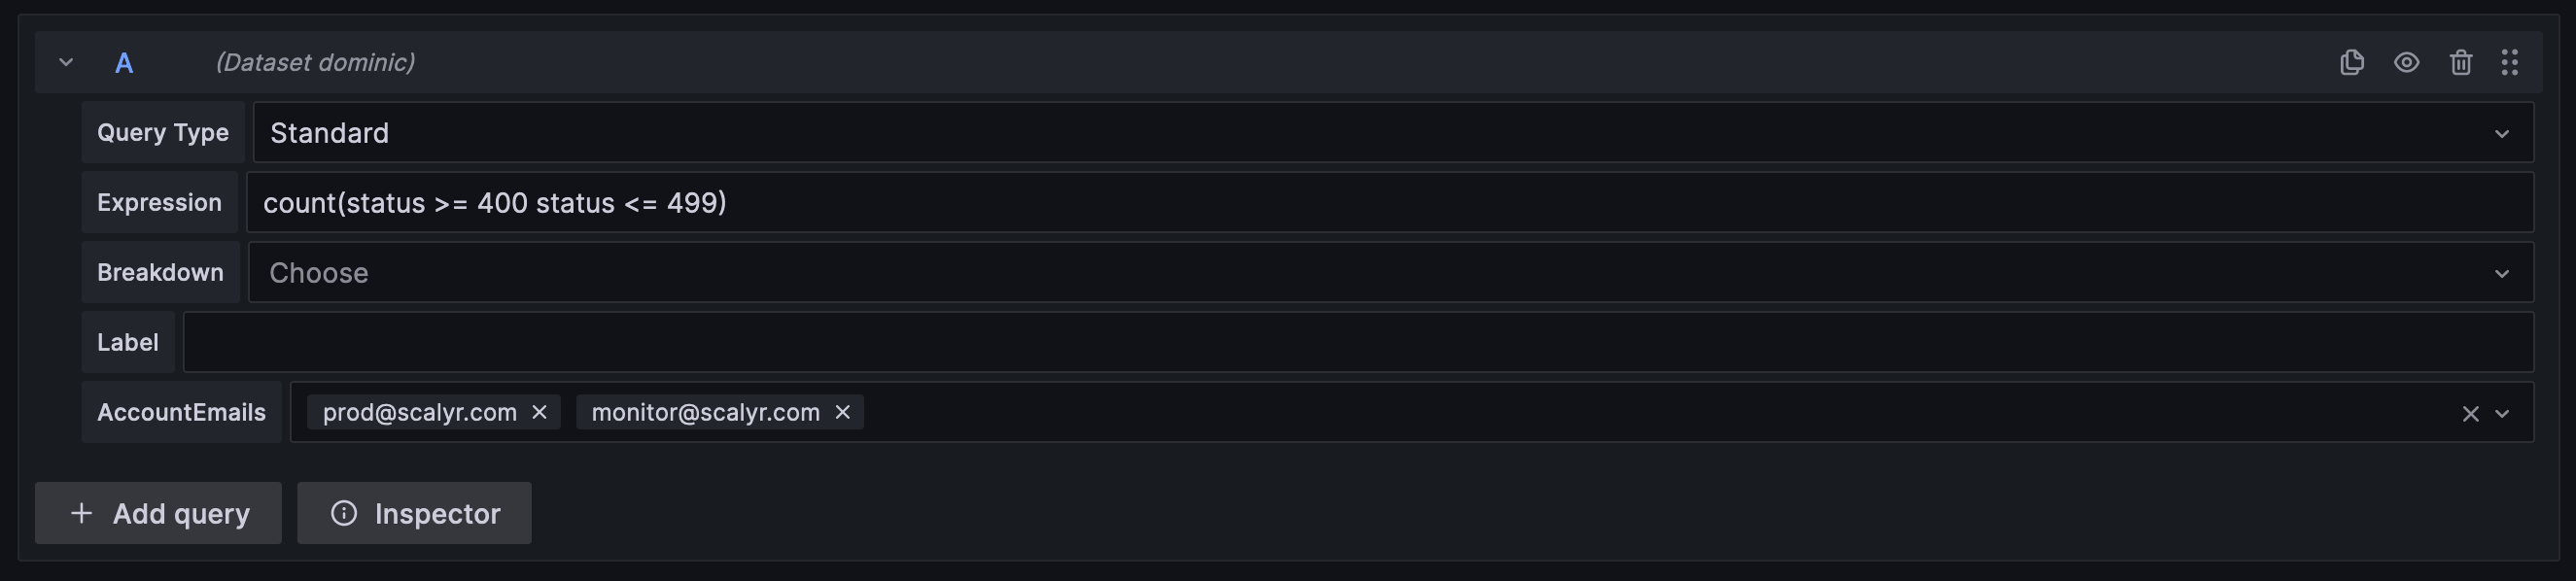 A (Dataset dominic)
Query Type Standard
Expression count(status >= 400 status <= 499)
Breakdown Choose
Label
AccountEmails prod@scalyr.com monitor@scalyr.com
Add query Inspector